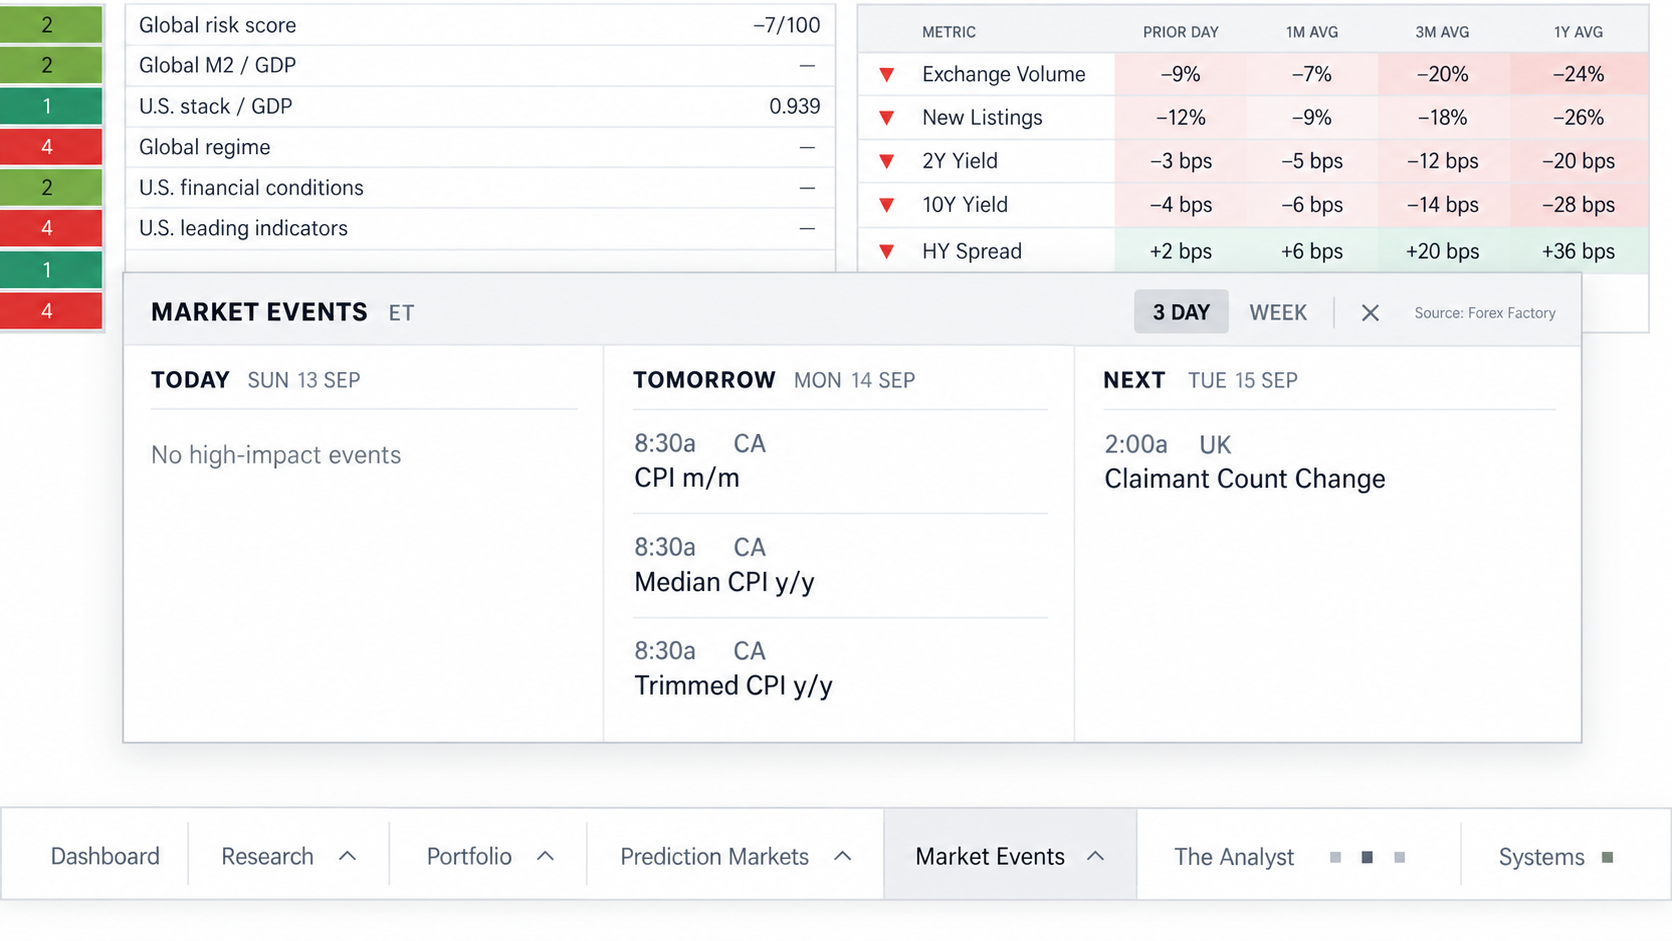 2
2
1
4
2
4
1
4
Global risk score −7/100
Global M2 / GDP —
U.S. stack / GDP 0.939
Global regime —
U.S. financial conditions —
U.S. leading indicators —
METRIC PRIOR DAY 1M AVG 3M AVG 1Y AVG
▼ Exchange Volume −9% −7% −20% −24%
▼ New Listings −12% −9% −18% −26%
▼ 2Y Yield −3 bps −5 bps −12 bps −20 bps
▼ 10Y Yield −4 bps −6 bps −14 bps −28 bps
▼ HY Spread +2 bps +6 bps +20 bps +36 bps
MARKET EVENTS ET 3 DAY WEEK × Source: Forex Factory
TODAY SUN 13 SEP
No high-impact events
TOMORROW MON 14 SEP
8:30a CA
CPI m/m
8:30a CA
Median CPI y/y
8:30a CA
Trimmed CPI y/y
NEXT TUE 15 SEP
2:00a UK
Claimant Count Change
Dashboard Research Portfolio Prediction Markets Market Events The Analyst Systems